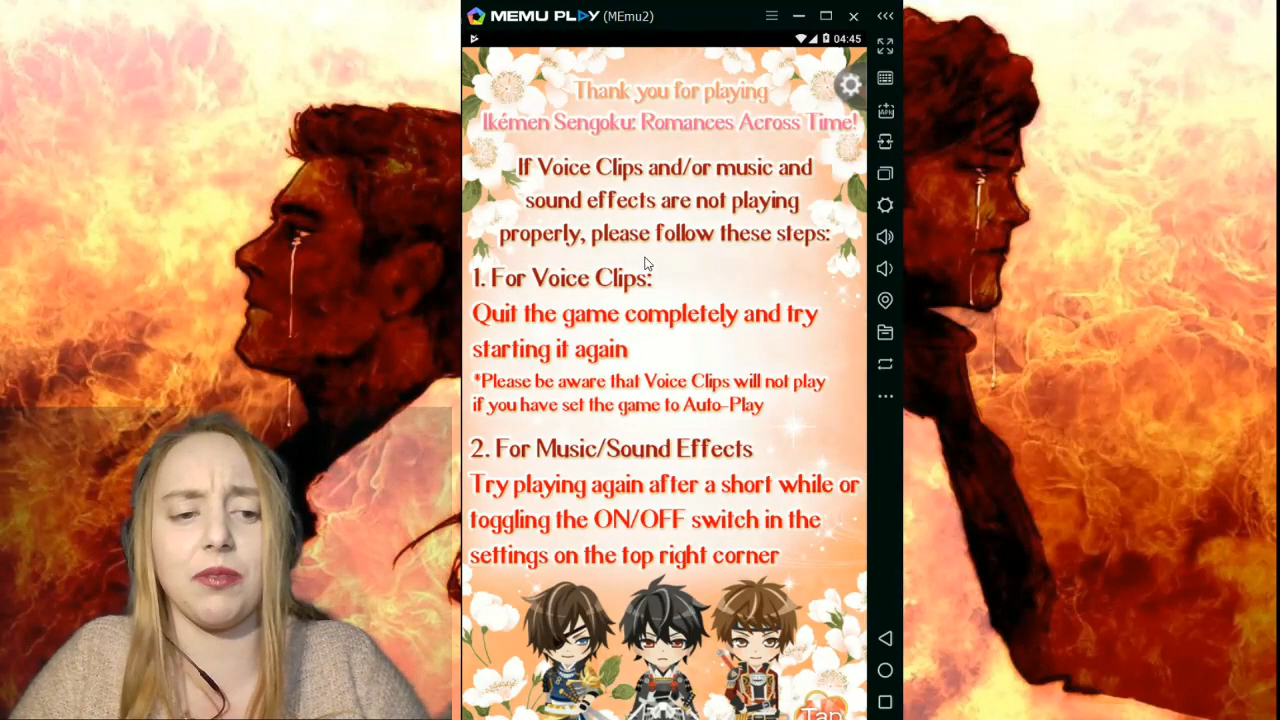 MEMU PLAY (MEmu2)
04:45
Thank you for playing
Ikémen Sengoku: Romances Across Time!
If Voice Clips and/or music and
sound effects are not playing
properly, please follow these steps:
1. For Voice Clips:
Quit the game completely and try
starting it again
*Please be aware that Voice Clips will not play
if you have set the game to Auto-Play
2. For Music/Sound Effects
Try playing again after a short while or
toggling the ON/OFF switch in the
settings on the top right corner
Tap